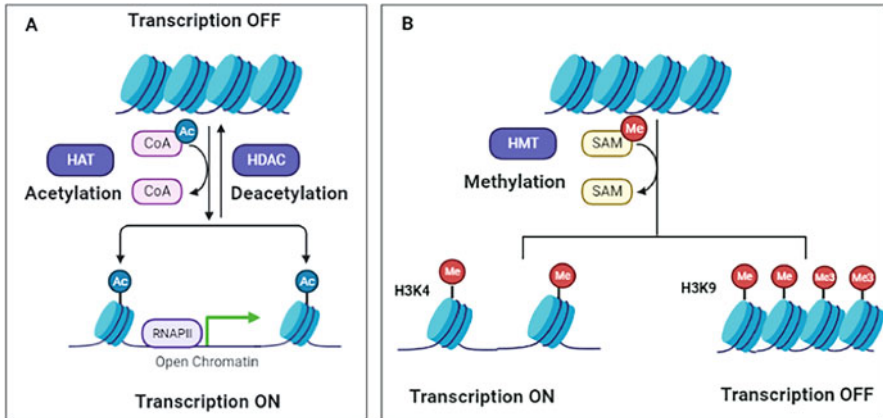 A
Transcription OFF
CoA
Ac
HAT
HDAC
Acetylation
CoA
Deacetylation
Ac
Ac
RNAPII
Open Chromatin
Transcription ON
B
HMT
SAM
Me
Methylation
SAM
H3K4
Me
Me
H3K9
Me
Me
Me3
Me3
Transcription ON
Transcription OFF